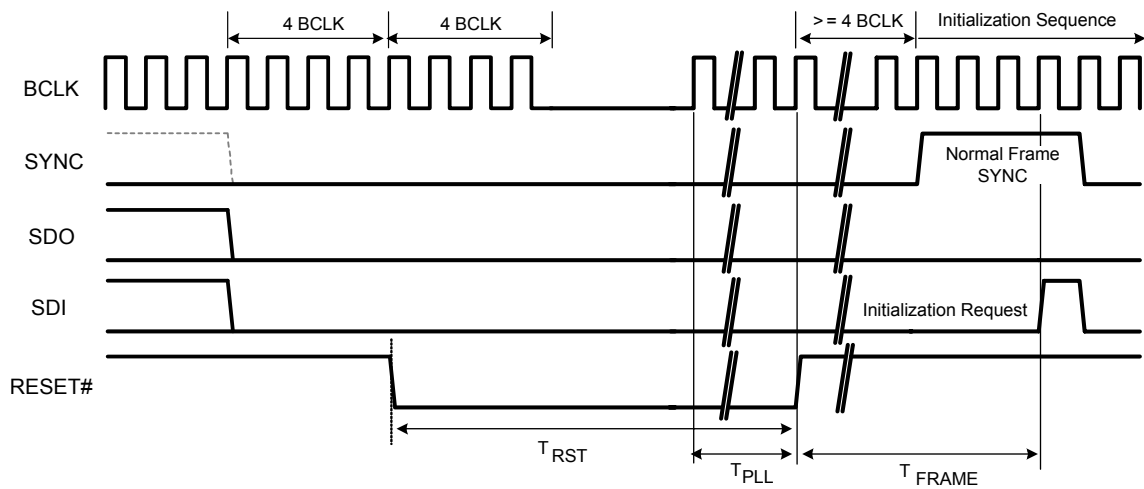 4 BCLK
4 BCLK
> = 4 BCLK
Initialization Sequence
BCLK
SYNC
Normal Frame
SYNC
SDO
SDI
Initialization Request
RESET#
T RST
T PLL
T FRAME